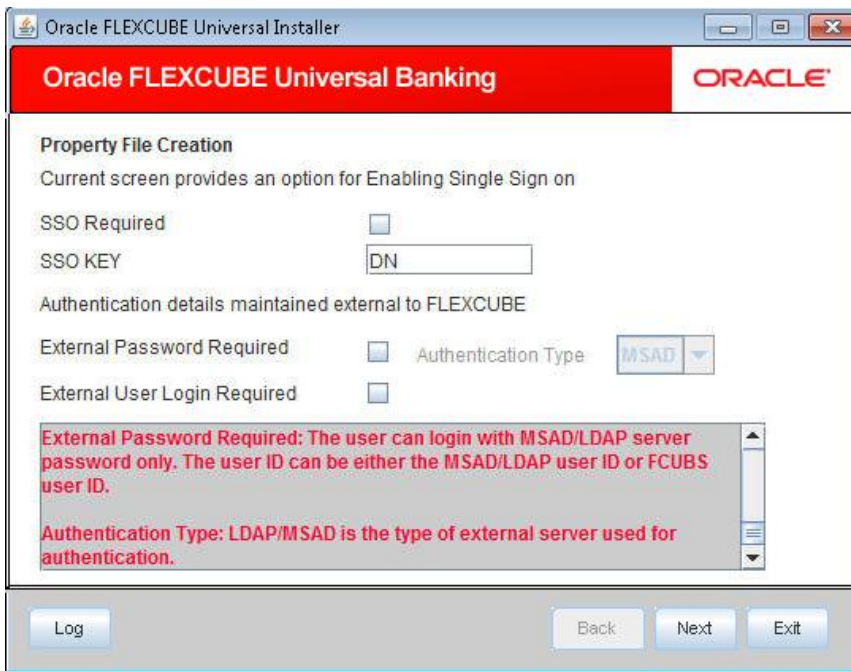 Oracle FLEXCUBE Universal Installer
Oracle FLEXCUBE Universal Banking
ORACLE
Property File Creation
Current screen provides an option for Enabling Single Sign on
SSO Required
SSO KEY DN
Authentication details maintained external to FLEXCUBE
External Password Required Authentication Type MSAD
External User Login Required
External Password Required: The user can login with MSAD/LDAP server
password only. The user ID can be either the MSAD/LDAP user ID or FCUBS
user ID.
Authentication Type: LDAP/MSAD is the type of external server used for
authentication.
Log Back Next Exit